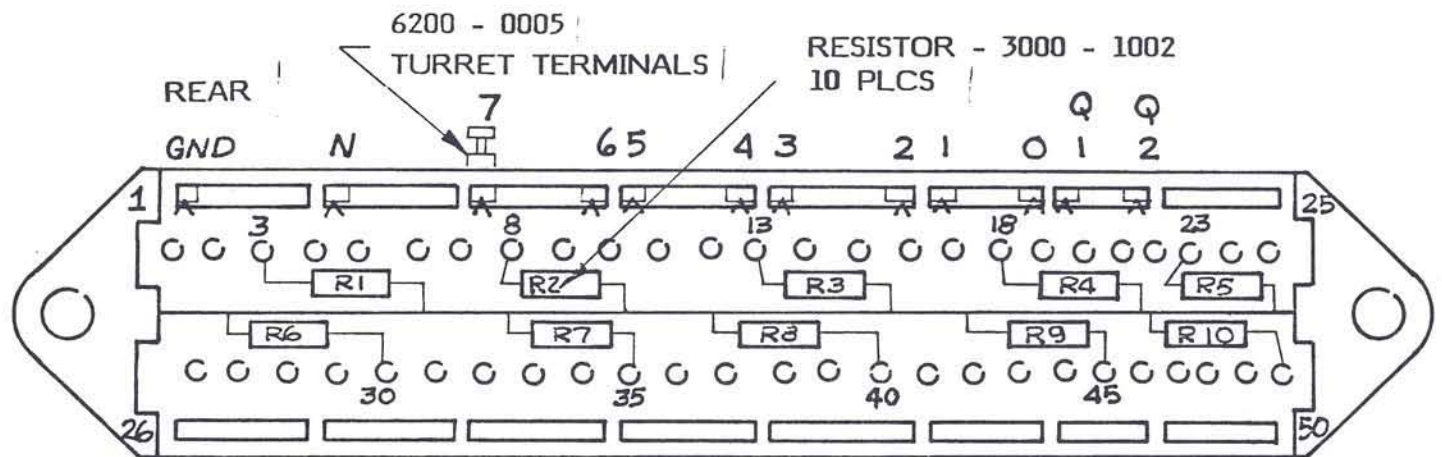 6200 - 0005
TURRET TERMINALS
RESISTOR - 3000 - 1002
10 PLCS
REAR
7
Q Q
GND N 6 5 4 3 2 1 0 1 2
1 25
3 8 13 18 23
R1 R2 R3 R4 R5
R6 R7 R8 R9 R10
30 35 40 45
26 50